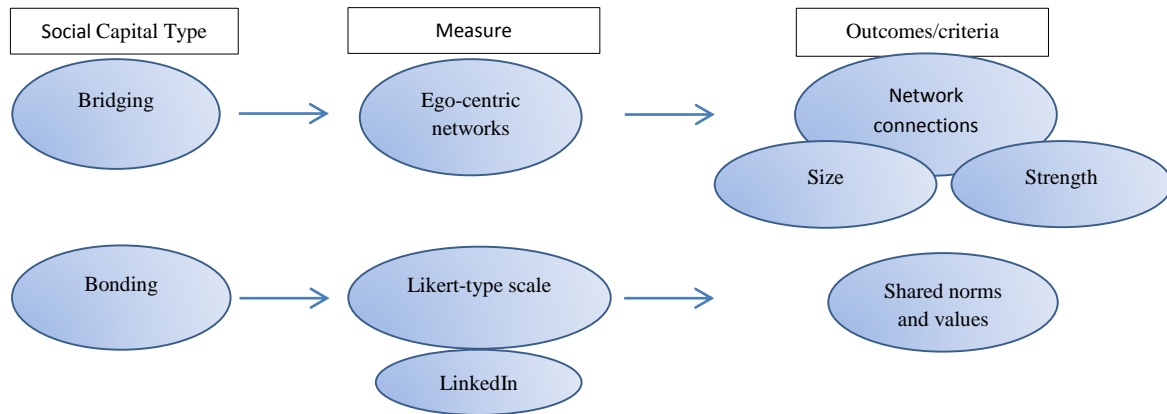 Social Capital Type
Measure
Outcomes/criteria
Bridging
Ego-centric
networks
Network
connections
Size
Strength
Bonding
Likert-type scale
Shared norms
and values
LinkedIn